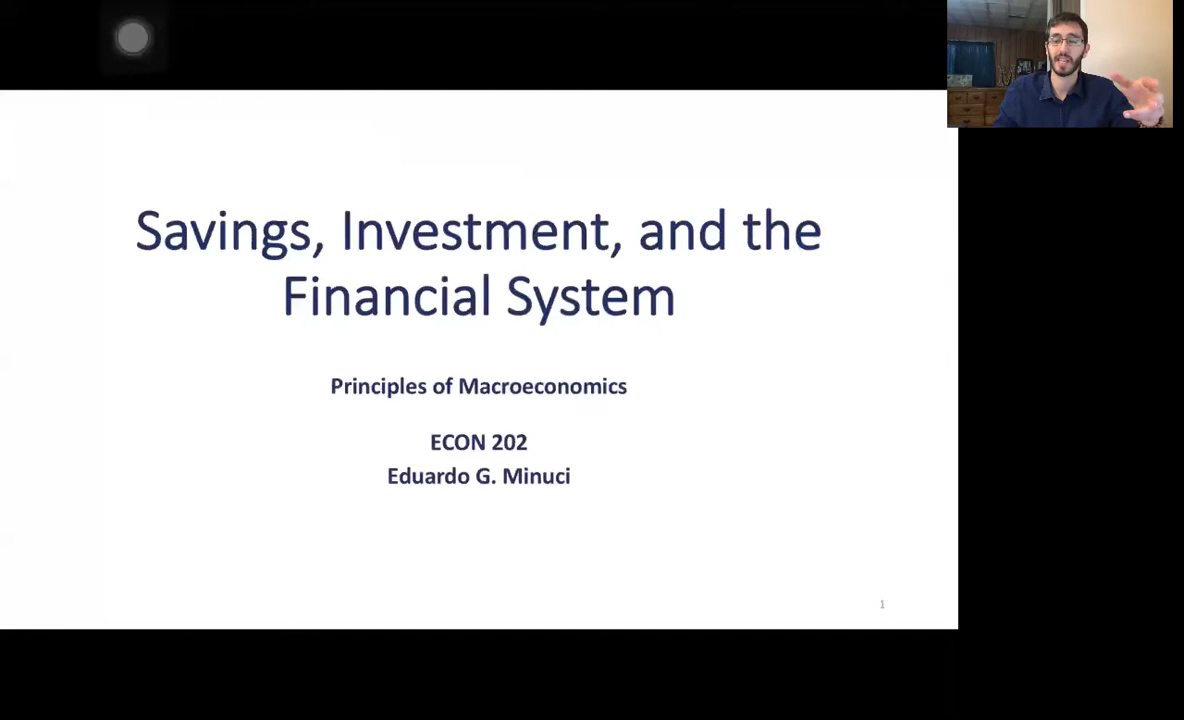 Savings, Investment, and the
Financial System
Principles of Macroeconomics
ECON 202
Eduardo G. Minuci
1